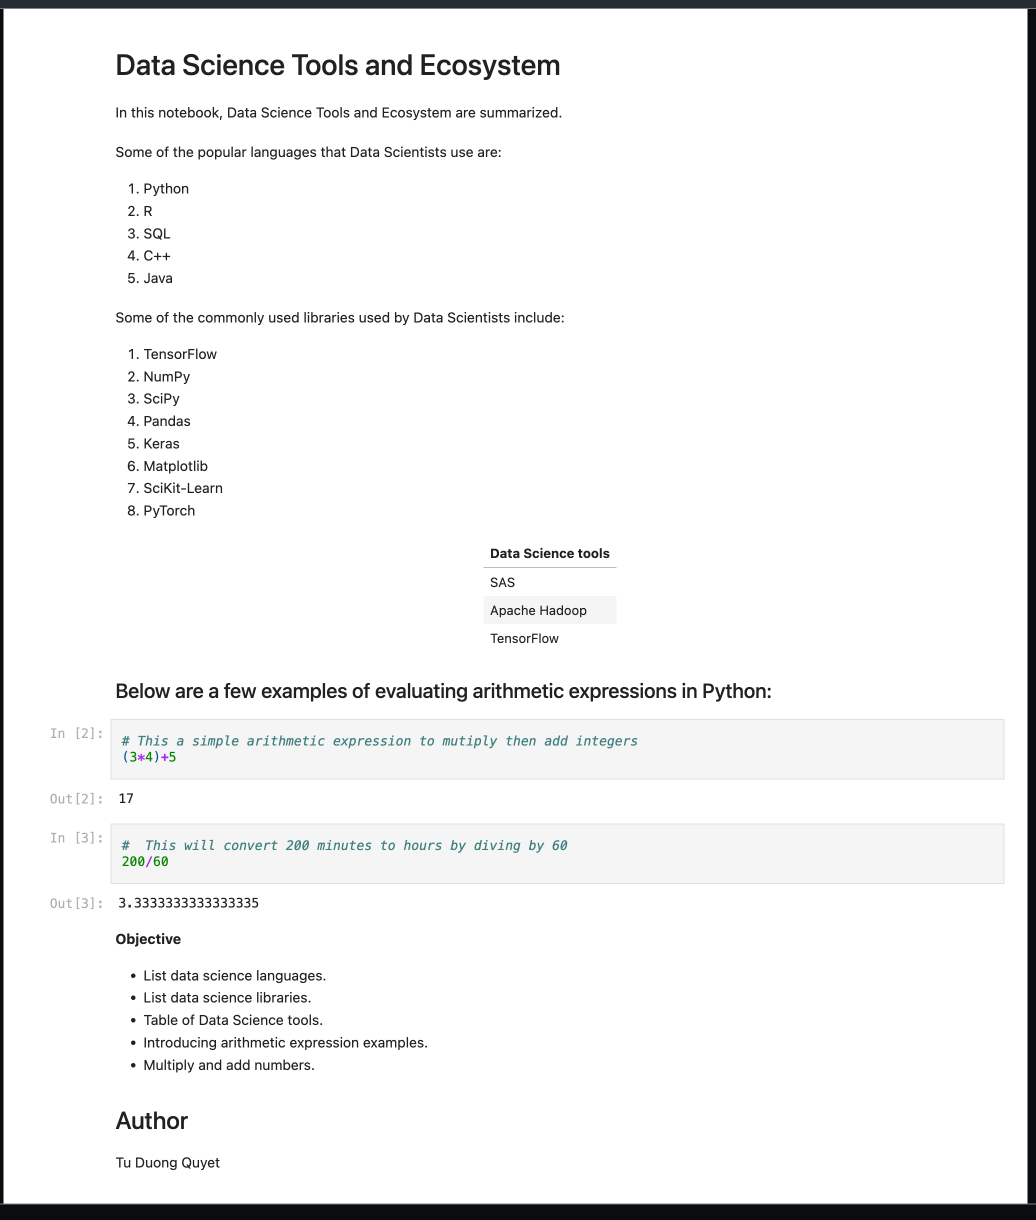 Data Science Tools and Ecosystem
In this notebook, Data Science Tools and Ecosystem are summarized.
Some of the popular languages that Data Scientists use are:
1. Python
2. R
3. SQL
4. C++
5. Java
Some of the commonly used libraries used by Data Scientists include:
1. TensorFlow
2. NumPy
3. SciPy
4. Pandas
5. Keras
6. Matplotlib
7. SciKit-Learn
8. PyTorch
Data Science tools
SAS
Apache Hadoop
TensorFlow
Below are a few examples of evaluating arithmetic expressions in Python:
In [2]: # This a simple arithmetic expression to mutiply then add integers
(3*4)+5
Out[2]: 17
In [3]: #  This will convert 200 minutes to hours by diving by 60
200/60
Out[3]: 3.3333333333333335
Objective
• List data science languages.
• List data science libraries.
• Table of Data Science tools.
• Introducing arithmetic expression examples.
• Multiply and add numbers.
Author
Tu Duong Quyet